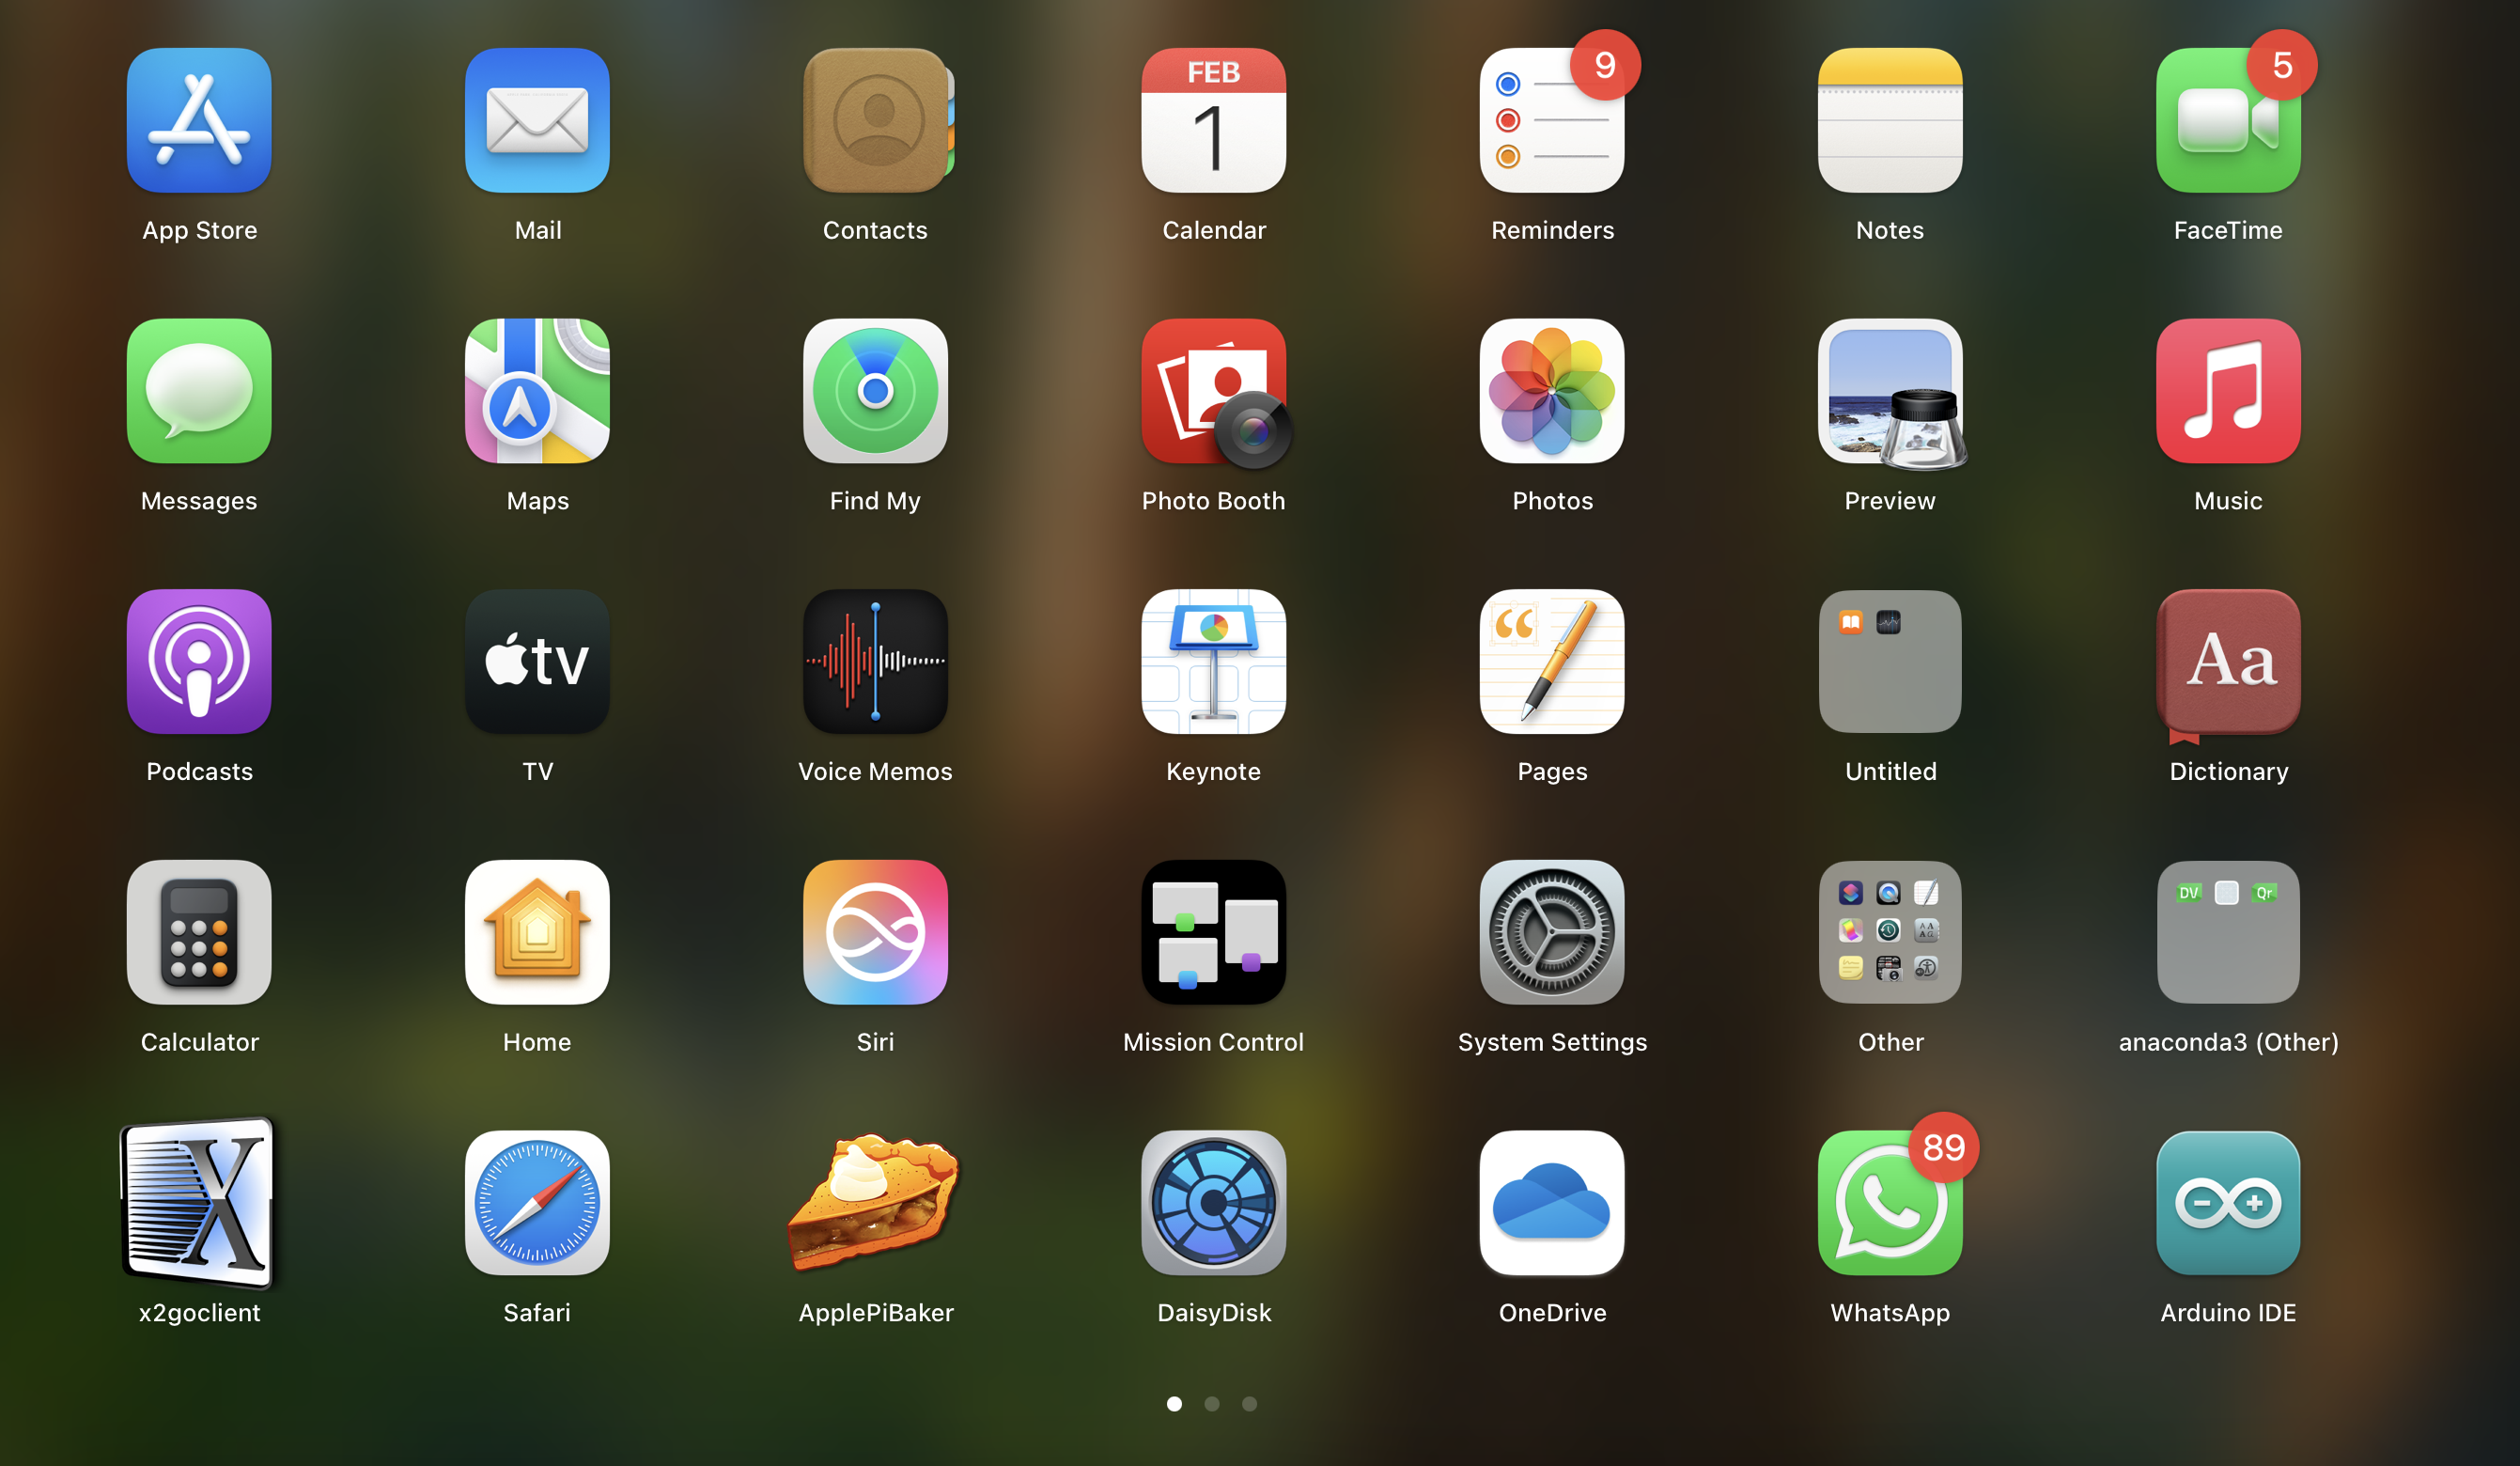 FEB
9
5
1
App Store
Mail
Contacts
Calendar
Reminders
Notes
FaceTime
Messages
Maps
Find My
Photo Booth
Photos
Preview
Music
tv
Aa
Podcasts
TV
Voice Memos
Keynote
Pages
Untitled
Dictionary
DV
Qr
Calculator
Home
Siri
Mission Control
System Settings
Other
anaconda3 (Other)
X
89
x2goclient
Safari
ApplePiBaker
DaisyDisk
OneDrive
WhatsApp
Arduino IDE